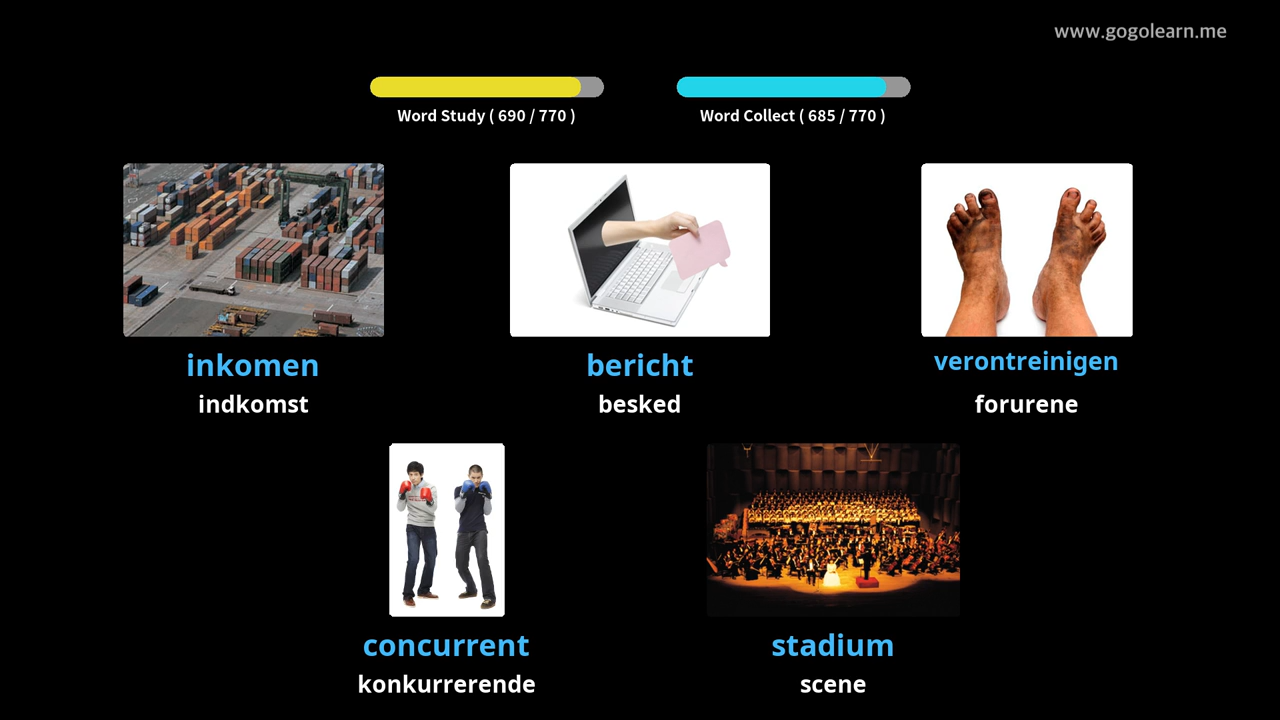 www.gogolearn.me
Word Study ( 690 / 770 )
Word Collect ( 685 / 770 )
inkomen
indkomst
bericht
besked
verontreinigen
forurene
concurrent
konkurrerende
stadium
scene